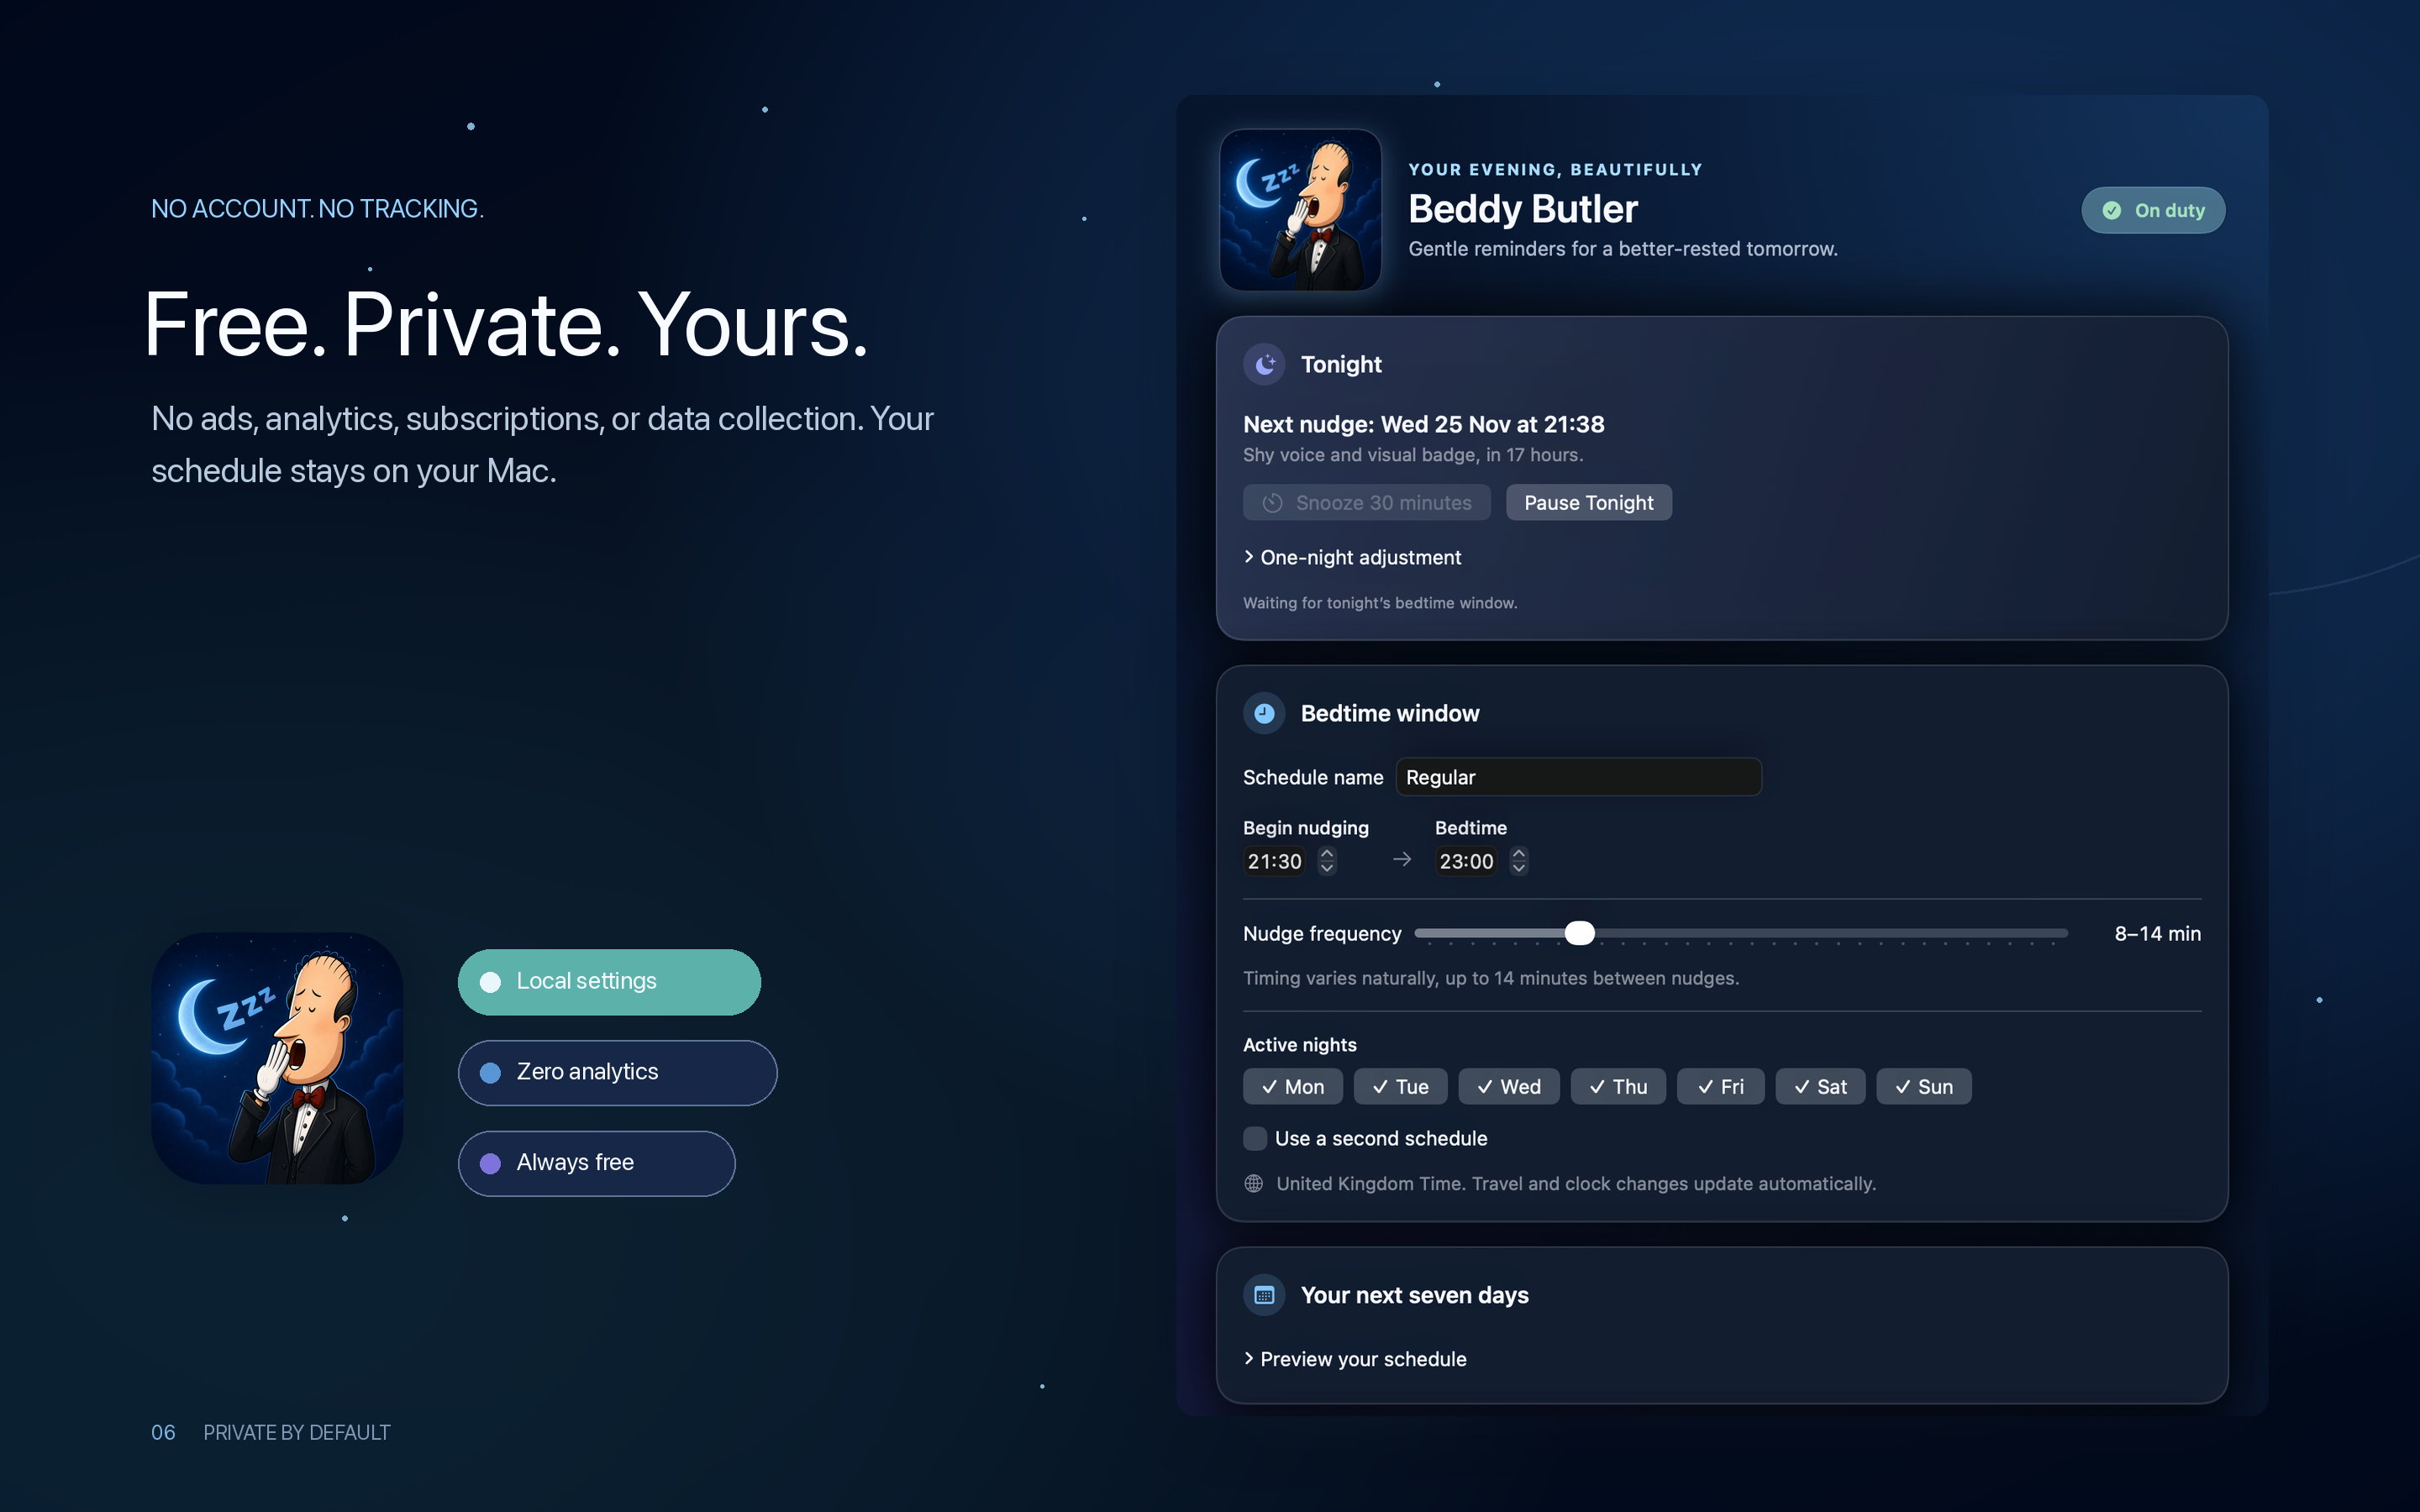 NO ACCOUNT. NO TRACKING.
Free. Private. Yours.
No ads, analytics, subscriptions, or data collection. Your
schedule stays on your Mac.
zzz
Local settings
Zero analytics
Always free
06 PRIVATE BY DEFAULT
zzz
YOUR EVENING, BEAUTIFULLY
Beddy Butler
Gentle reminders for a better-rested tomorrow.
On duty
Tonight
Next nudge: Wed 25 Nov at 21:38
Shy voice and visual badge, in 17 hours.
Snooze 30 minutes Pause Tonight
One-night adjustment
Waiting for tonight's bedtime window.
Bedtime window
Schedule name Regular
Begin nudging Bedtime
21:30 → 23:00
Nudge frequency 8–14 min
Timing varies naturally, up to 14 minutes between nudges.
Active nights
✓ Mon ✓ Tue ✓ Wed ✓ Thu ✓ Fri ✓ Sat ✓ Sun
Use a second schedule
United Kingdom Time. Travel and clock changes update automatically.
Your next seven days
Preview your schedule